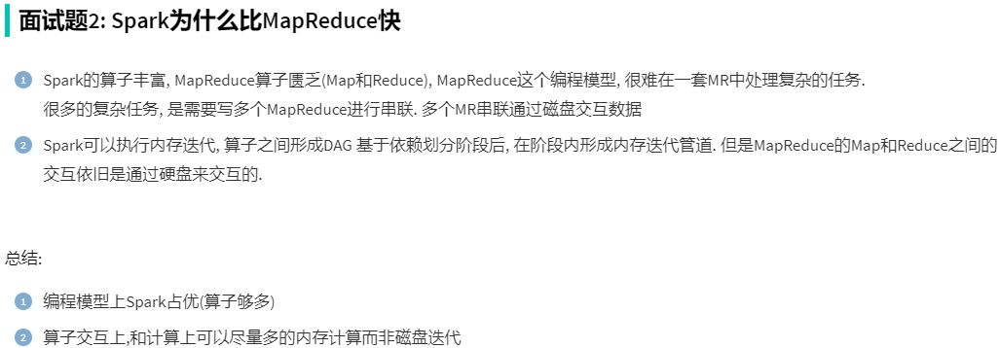 面试题2: Spark为什么比MapReduce快
1 Spark的算子丰富, MapReduce算子匮乏(Map和Reduce), MapReduce这个编程模型, 很难在一套MR中处理复杂的任务.
很多的复杂任务, 是需要写多个MapReduce进行串联. 多个MR串联通过磁盘交互数据
2 Spark可以执行内存迭代, 算子之间形成DAG 基于依赖划分阶段后, 在阶段内形成内存迭代管道. 但是MapReduce的Map和Reduce之间的
交互依旧是通过硬盘来交互的.
总结:
1 编程模型上Spark占优(算子够多)
2 算子交互上,和计算上可以尽量多的内存计算而非磁盘迭代